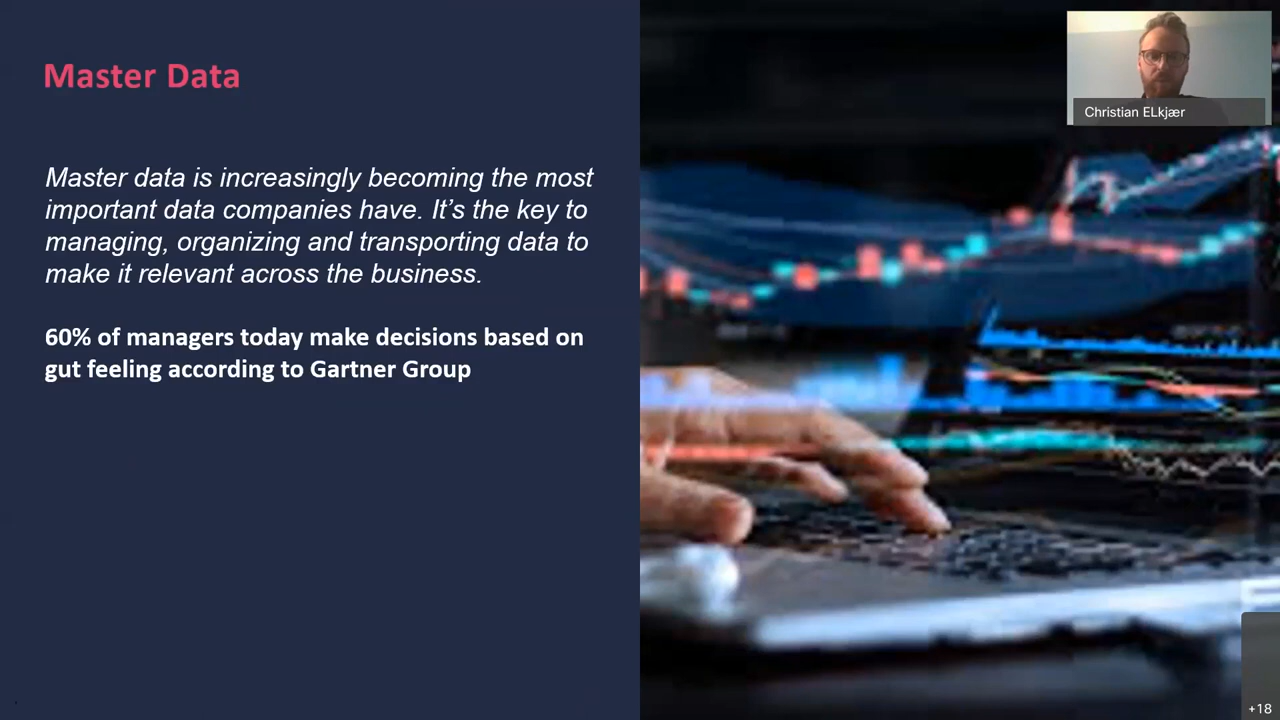 Master Data
Master data is increasingly becoming the most
important data companies have. It’s the key to
managing, organizing and transporting data to
make it relevant across the business.
60% of managers today make decisions based on
gut feeling according to Gartner Group
Christian ELkjær
+18